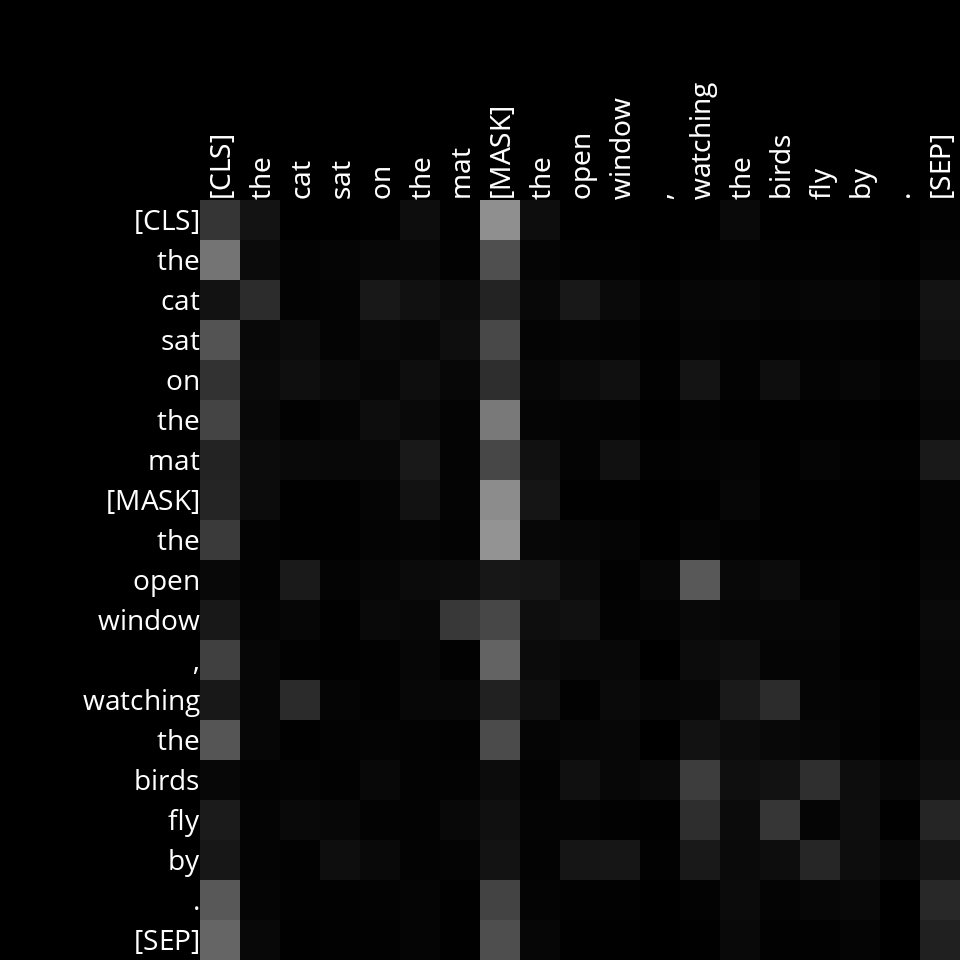 [CLS] the cat sat on the mat [MASK] the open window , watching the birds fly by . [SEP]
[CLS]
the
cat
sat
on
the
mat
[MASK]
the
open
window
,
watching
the
birds
fly
by
.
[SEP]